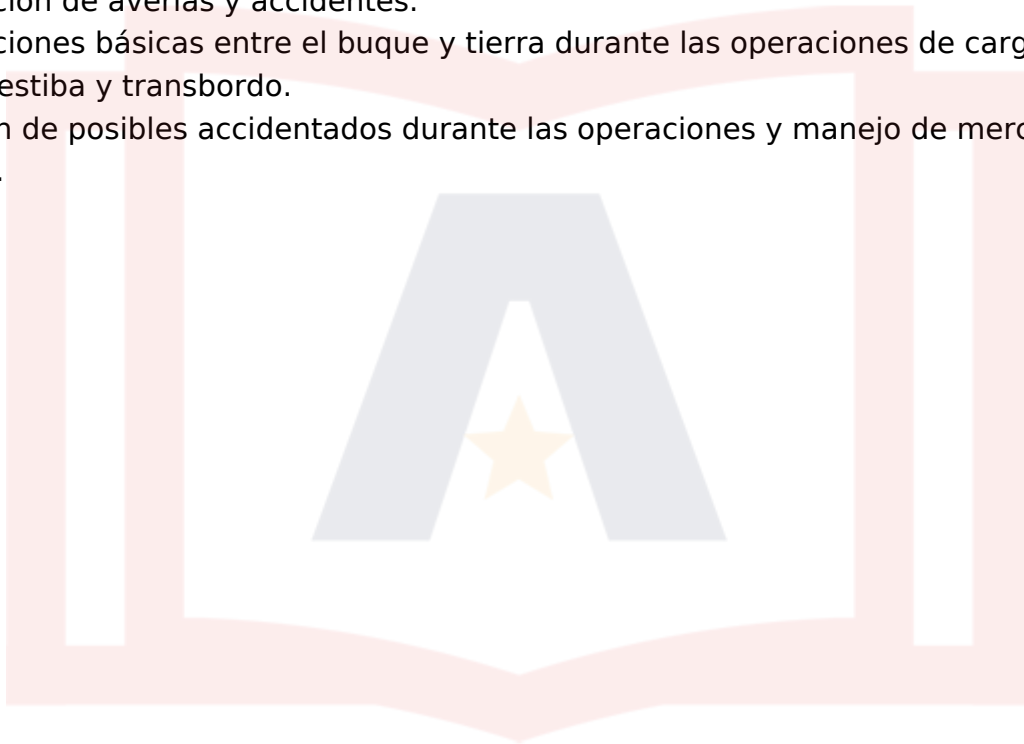 ción de averías y accidentes.
ciones básicas entre el buque y tierra durante las operaciones de carg
estiba y transbordo.
n de posibles accidentados durante las operaciones y manejo de merc
.